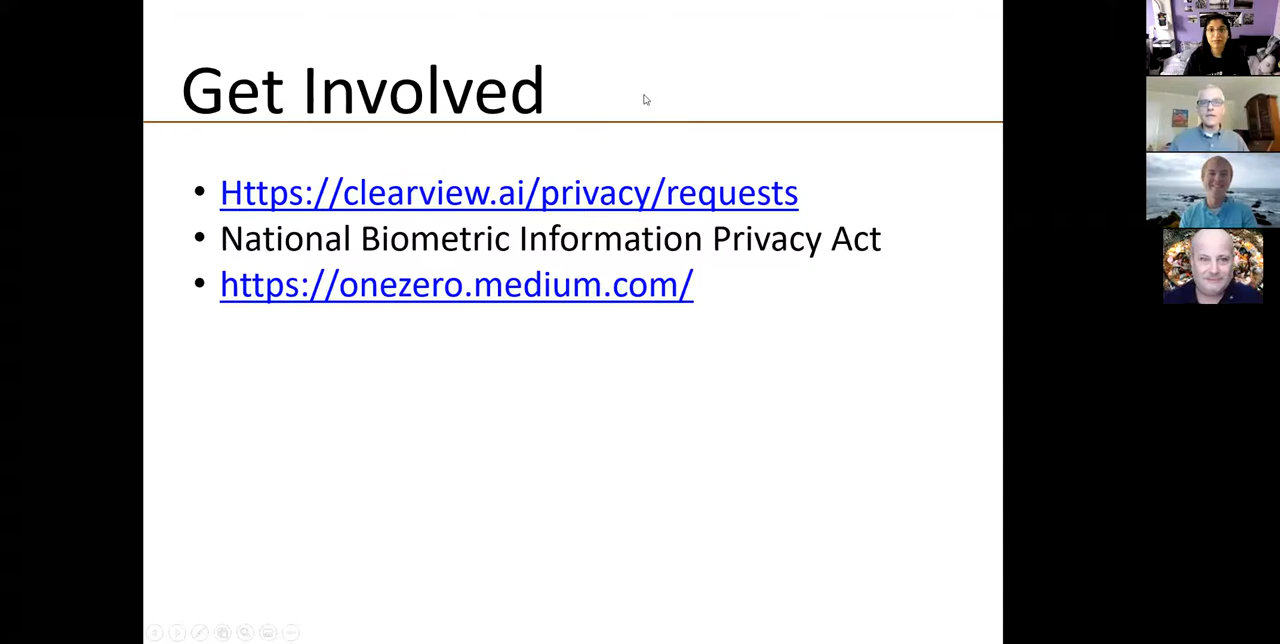 Get Involved
• Https://clearview.ai/privacy/requests
• National Biometric Information Privacy Act
• https://onezero.medium.com/